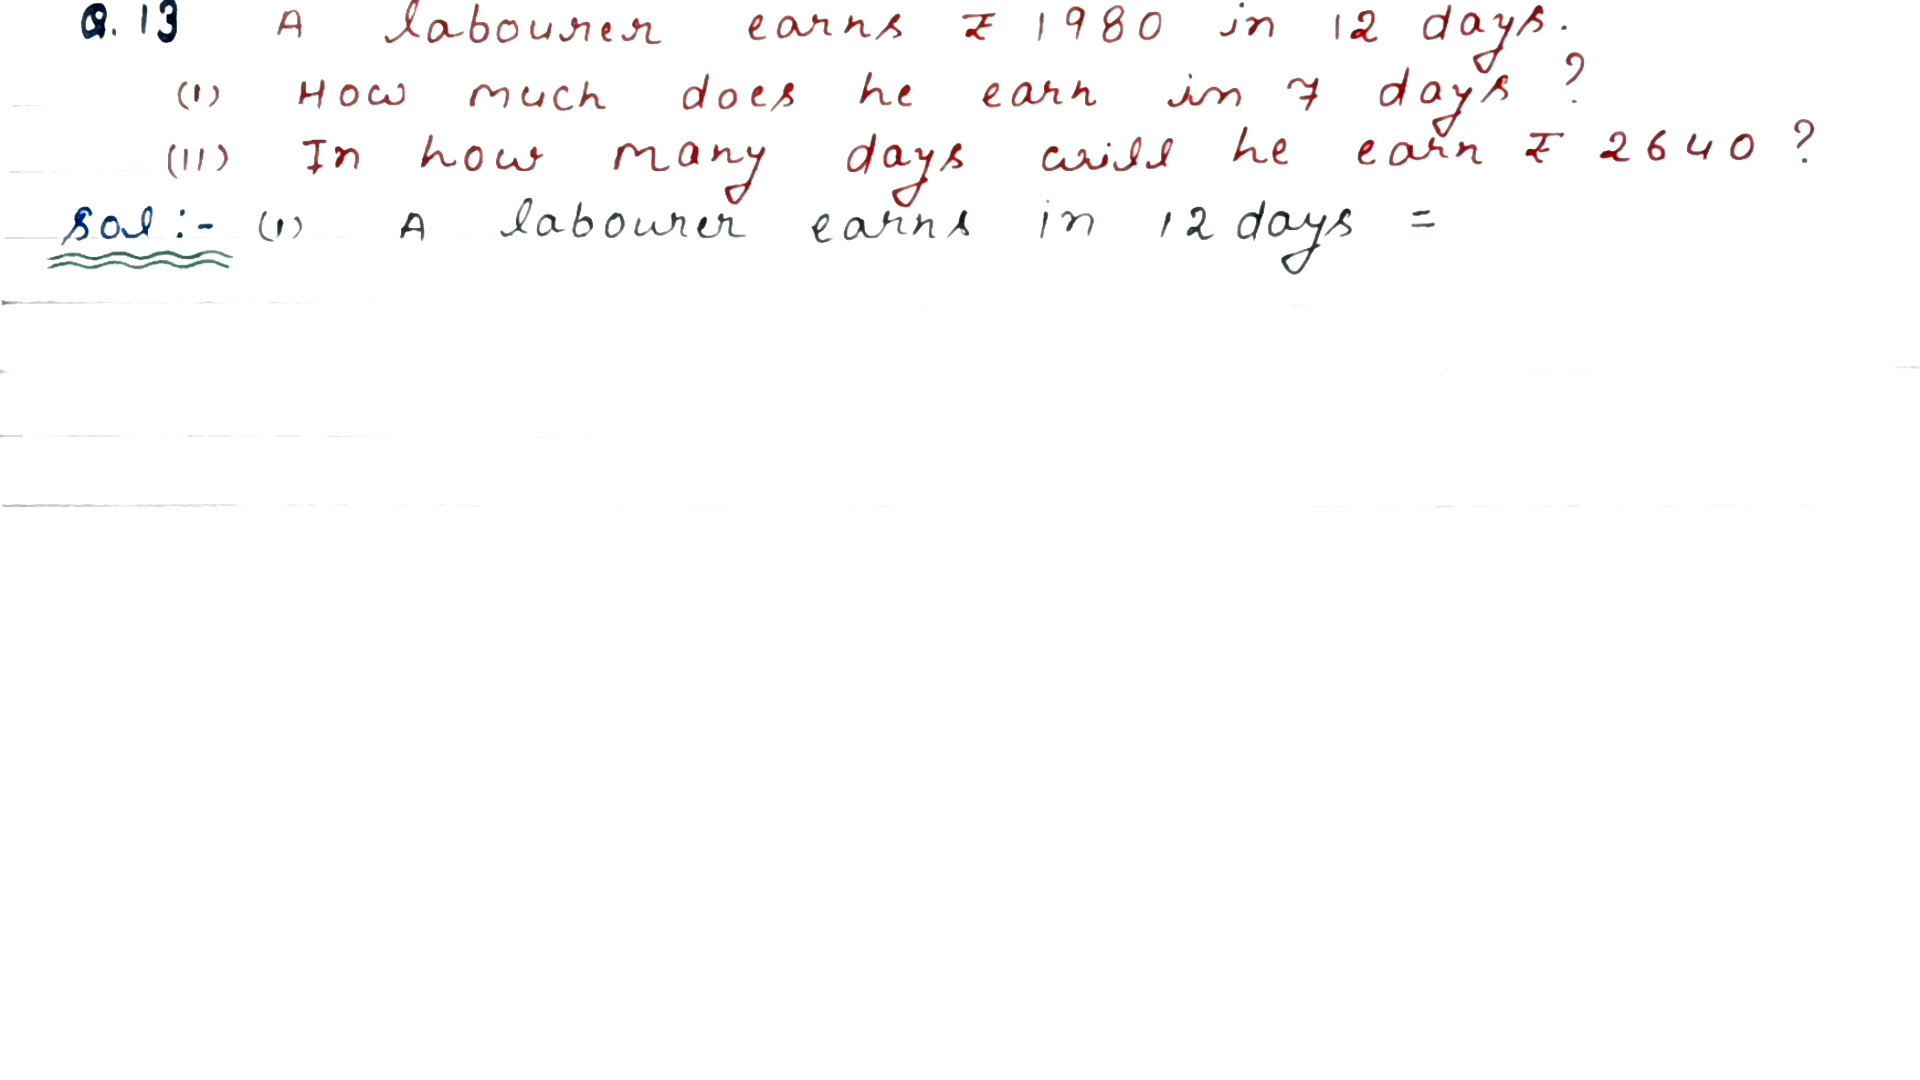 Q. 13 A labourer earns ₹ 1980 in 12 days.
(I) How much does he earn in 7 days ?
(II) In how many days will he earn ₹ 2640 ?
Sol :- (I) A labourer earns in 12 days =